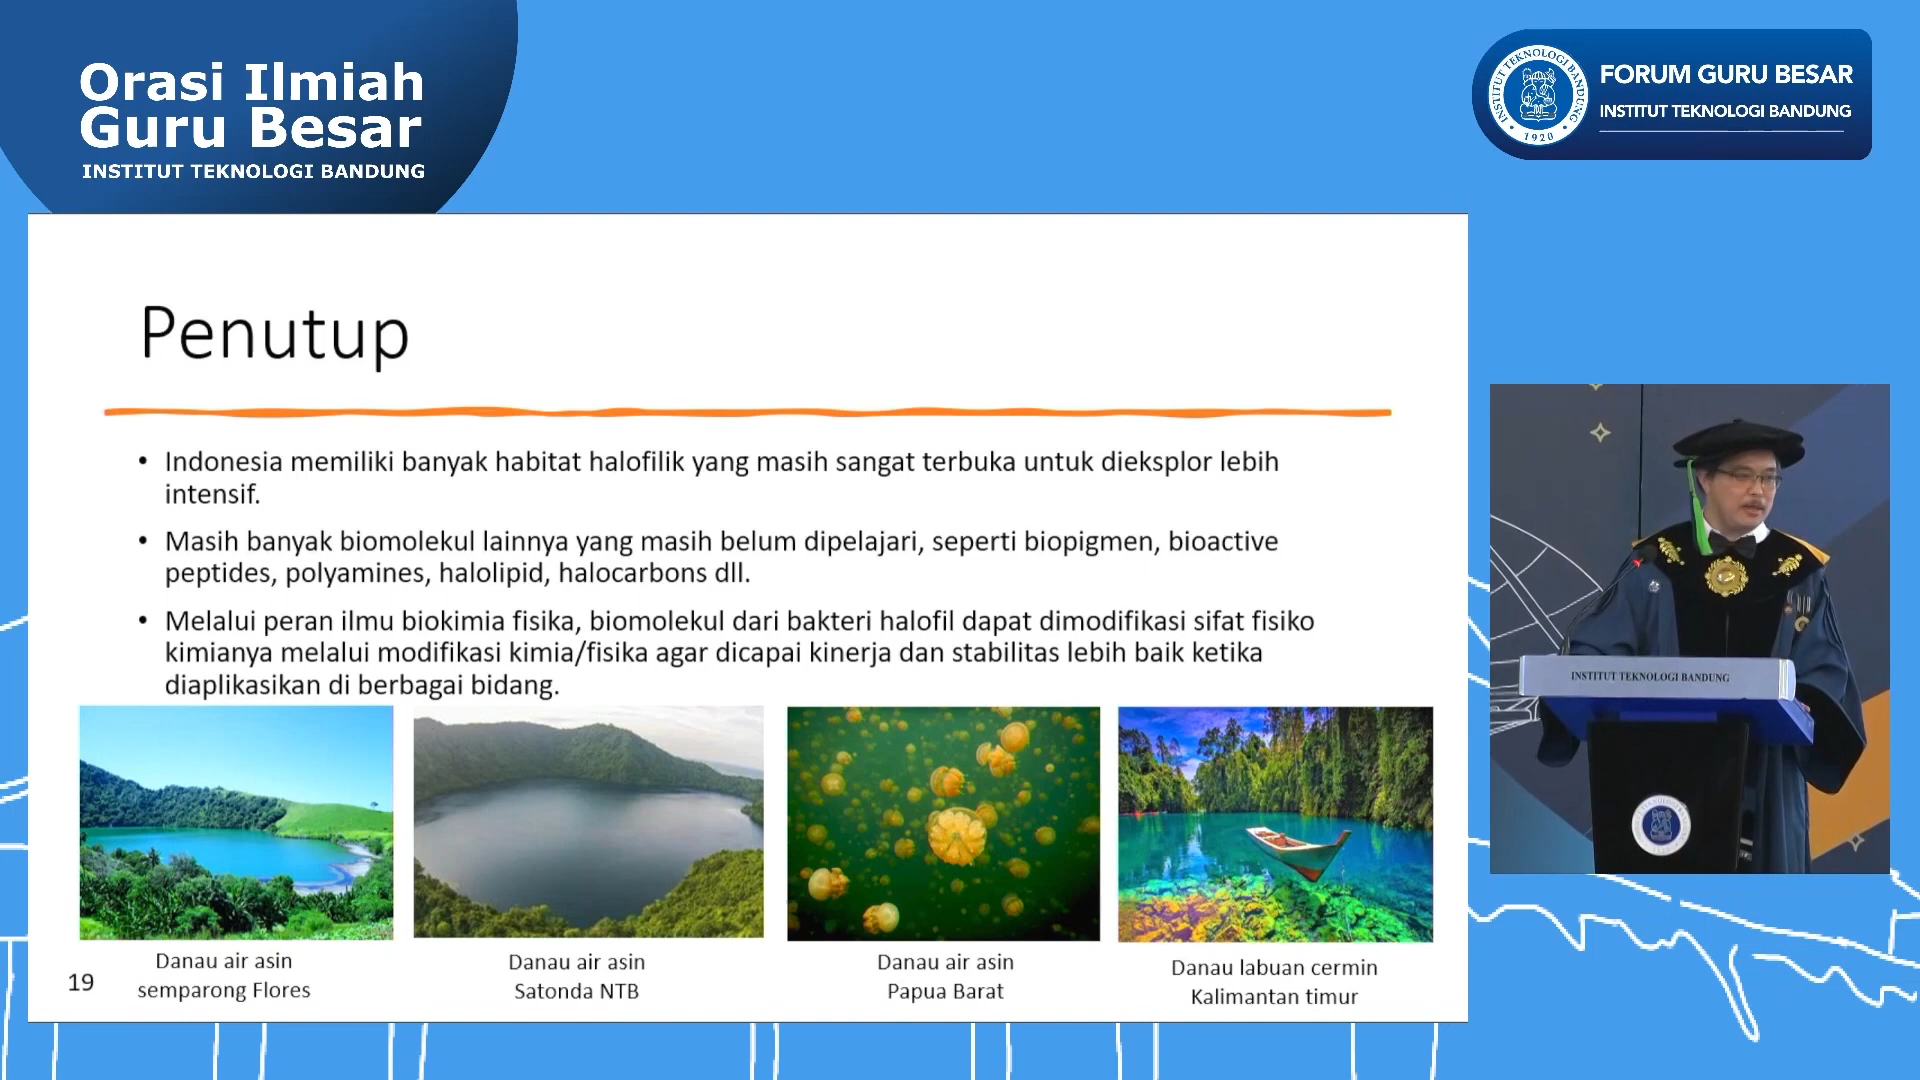 Orasi Ilmiah
Guru Besar
INSTITUT TEKNOLOGI BANDUNG
INSTITUT TEKNOLOGI BANDUNG
1920
FORUM GURU BESAR
INSTITUT TEKNOLOGI BANDUNG
Penutup
• Indonesia memiliki banyak habitat halofilik yang masih sangat terbuka untuk dieksplor lebih
intensif.
• Masih banyak biomolekul lainnya yang masih belum dipelajari, seperti biopigmen, bioactive
peptides, polyamines, halolipid, halocarbons dll.
• Melalui peran ilmu biokimia fisika, biomolekul dari bakteri halofil dapat dimodifikasi sifat fisiko
kimianya melalui modifikasi kimia/fisika agar dicapai kinerja dan stabilitas lebih baik ketika
diaplikasikan di berbagai bidang.
Danau air asin
semparong Flores
Danau air asin
Satonda NTB
Danau air asin
Papua Barat
Danau labuan cermin
Kalimantan timur
19
INSTITUT TEKNOLOGI BANDUNG